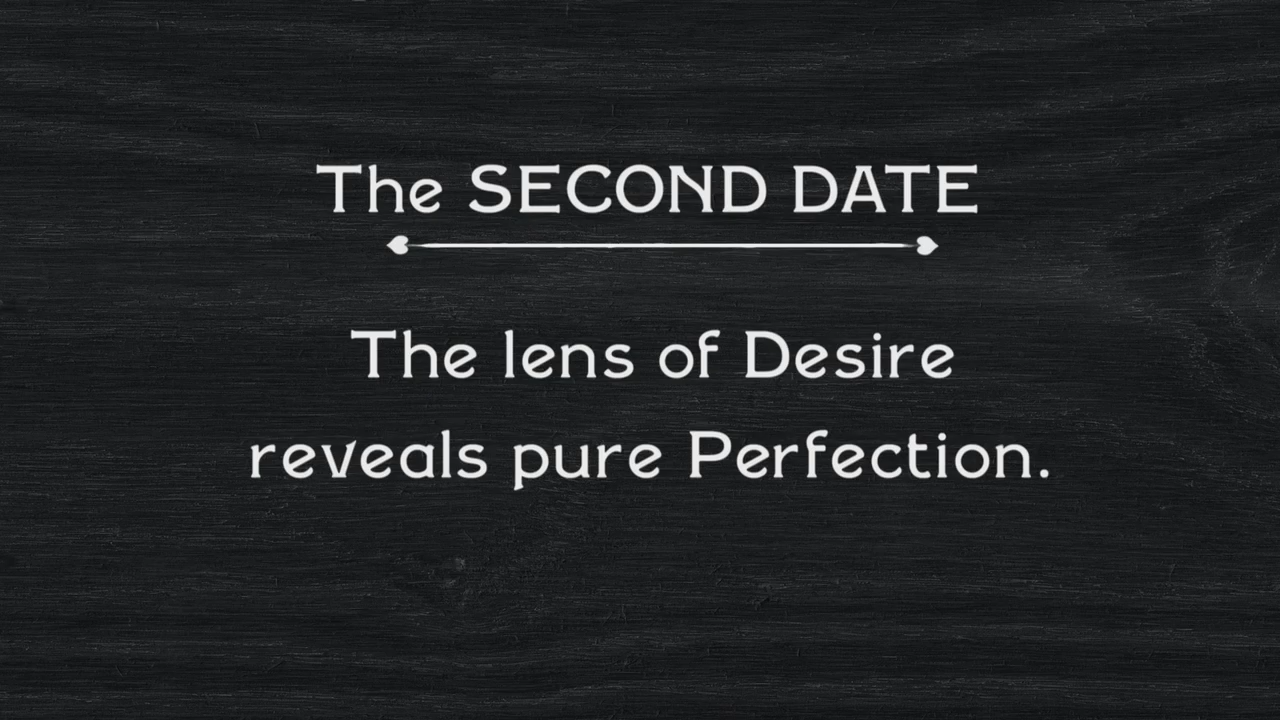 The SECOND DATE
The lens of Desire
reveals pure Perfection.